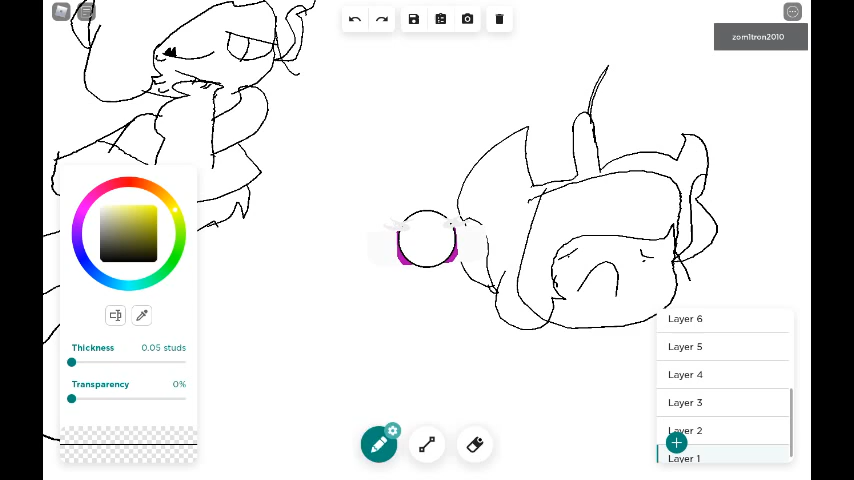 zom1tron2010
Thickness 0.05 studs
Transparency 0%
Layer 6
Layer 5
Layer 4
Layer 3
Layer 2
Layer 1